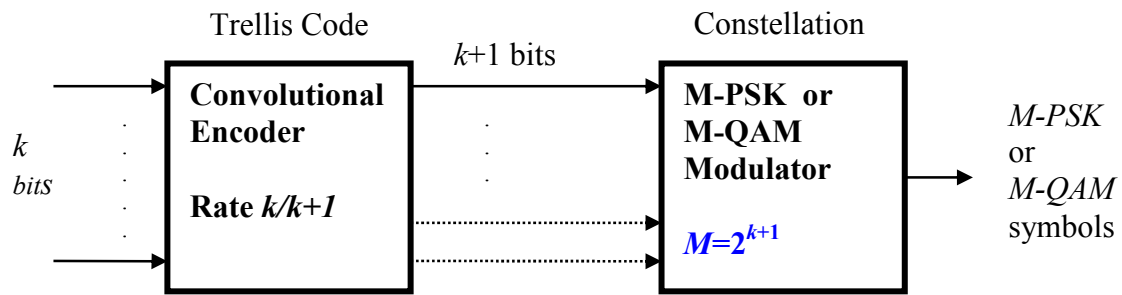 Trellis Code
Constellation
k+1 bits
k
bits
Convolutional
Encoder
Rate k/k+1
M-PSK or
M-QAM
Modulator
M=2^{k+1}
M-PSK
or
M-QAM
symbols